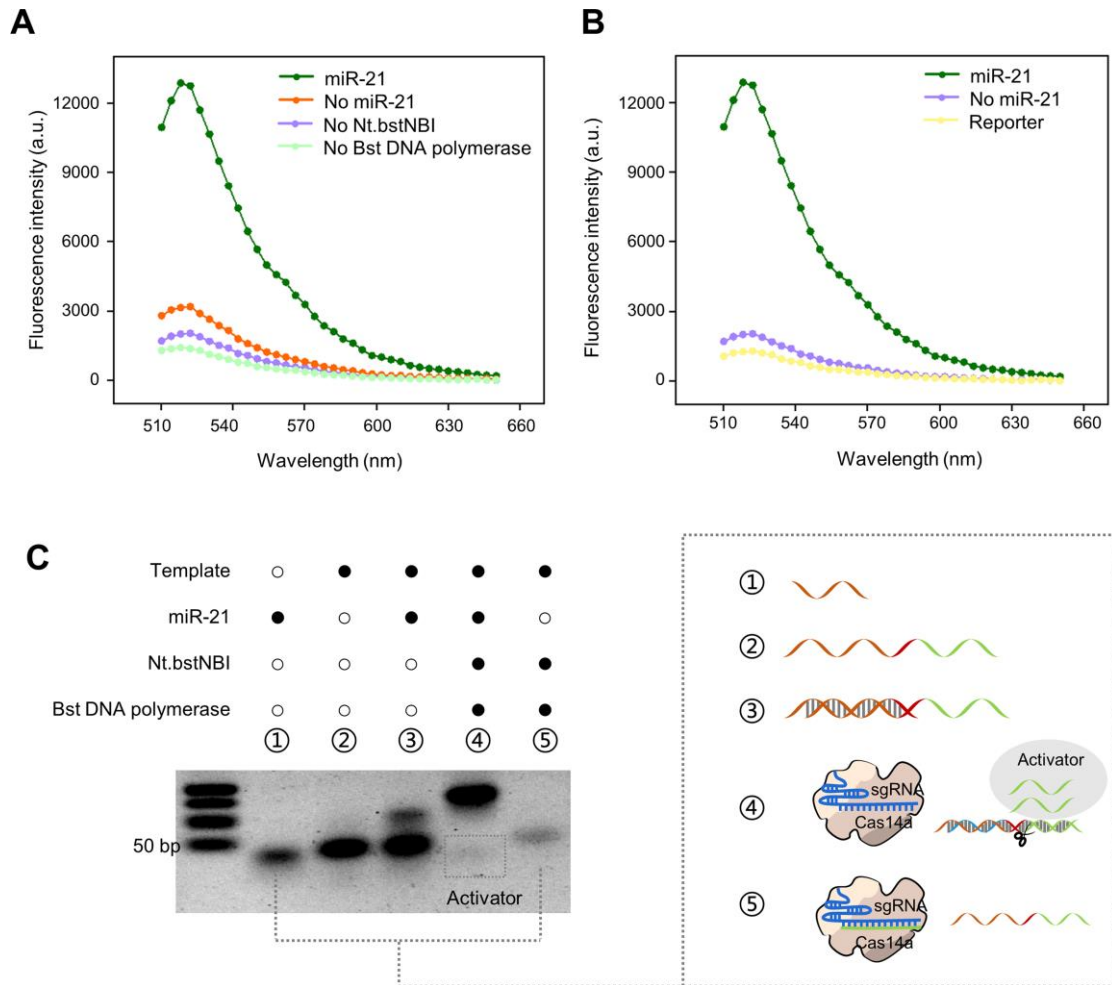 A
Fluorescence intensity (a.u.)
12000
9000
6000
3000
0
miR-21
No miR-21
No Nt.bstNBI
No Bst DNA polymerase
510 540 570 600 630 660
Wavelength (nm)
B
Fluorescence intensity (a.u.)
12000
9000
6000
3000
0
miR-21
No miR-21
Reporter
510 540 570 600 630 660
Wavelength (nm)
C
Template
miR-21
Nt.bstNBI
Bst DNA polymerase
① ② ③ ④ ⑤
50 bp
Activator
①
②
③
④
sgRNA
Cas14a
Activator
⑤
sgRNA
Cas14a